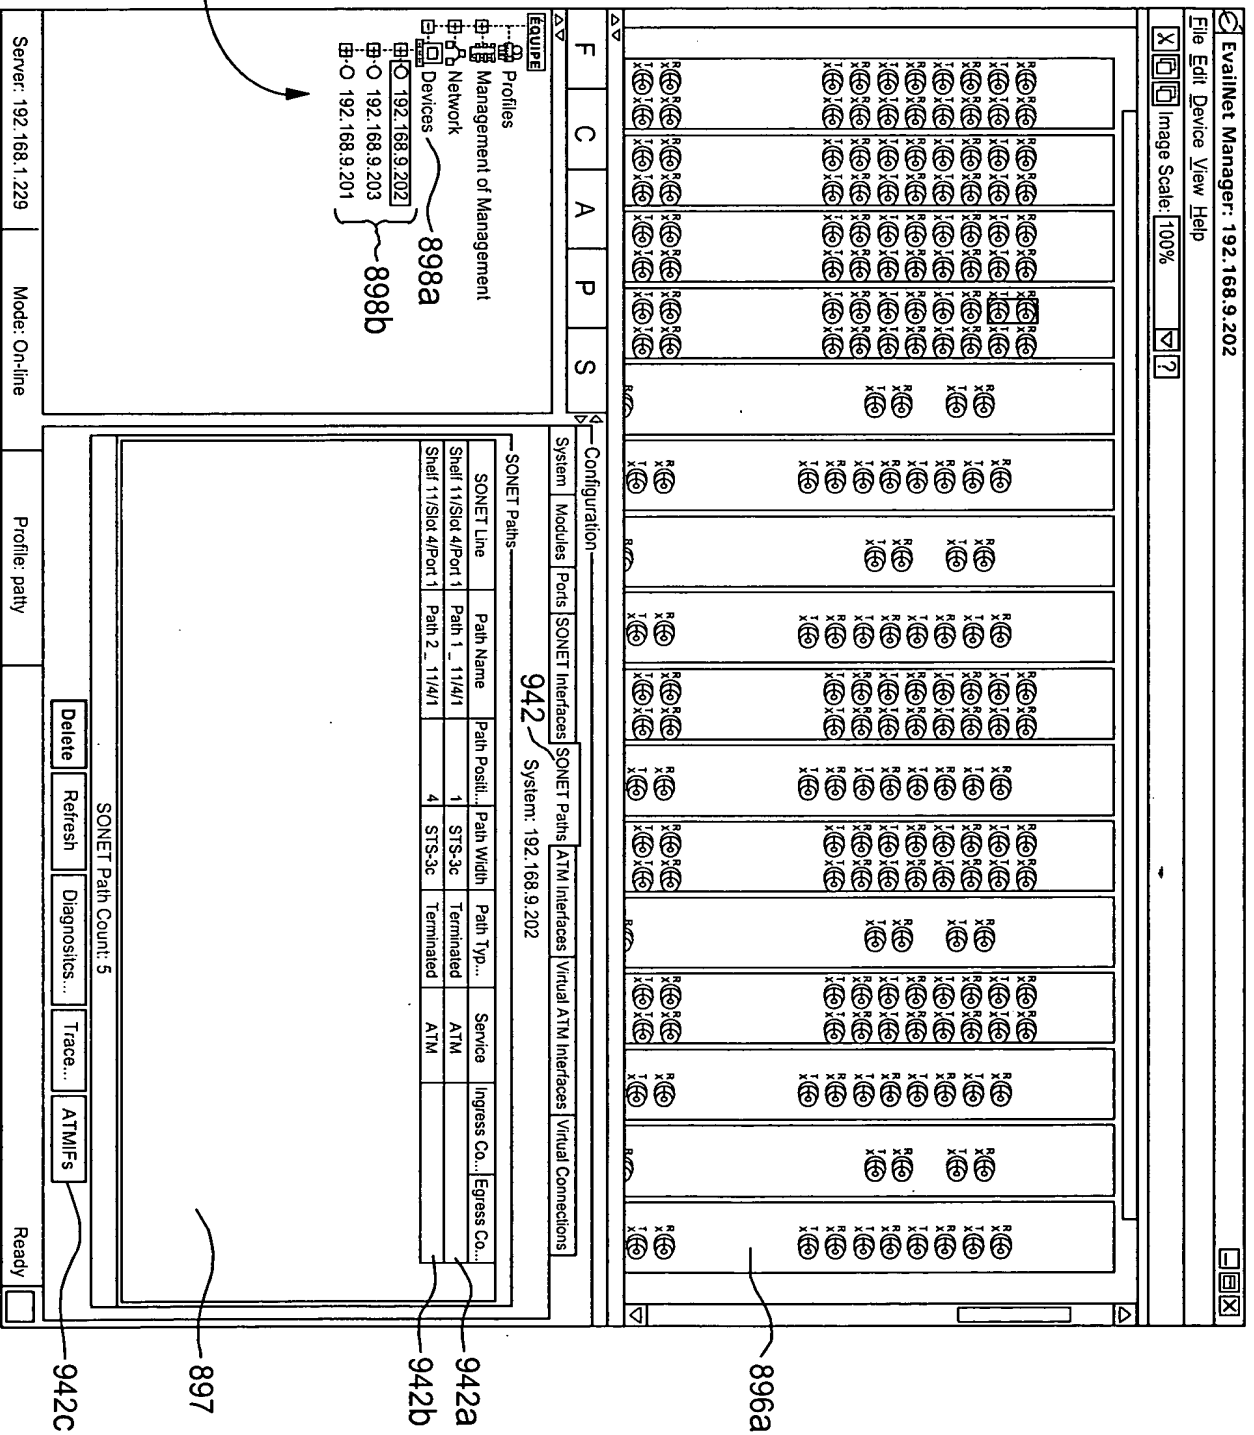 EvailNet Manager: 192.168.9.202
File Edit Device View Help
Image Scale: 100% ?
896a
F C A P S
EQUIPE
Profiles
Management of Management
Network
Devices
192.168.9.202
192.168.9.203
192.168.9.201
898a
898b
Configuration
System Modules Ports SONET Interfaces SONET Paths ATM Interfaces Virtual ATM Interfaces Virtual Connections
942
System: 192.168.9.202
SONET Paths
SONET Line Path Name Path Positi... Path Width Path Typ... Service Ingress Co... Egress Co...
Shelf 11/Slot 4/Port 1 Path 1 _ 11/4/1 1 STS-3c Terminated ATM
Shelf 11/Slot 4/Port 1 Path 2 _ 11/4/1 4 STS-3c Terminated ATM
942a
942b
897
SONET Path Count: 5
Delete Refresh Diagnositcs... Trace... ATMIFs
942c
Server: 192.168.1.229 Mode: On-line Profile: patty Ready